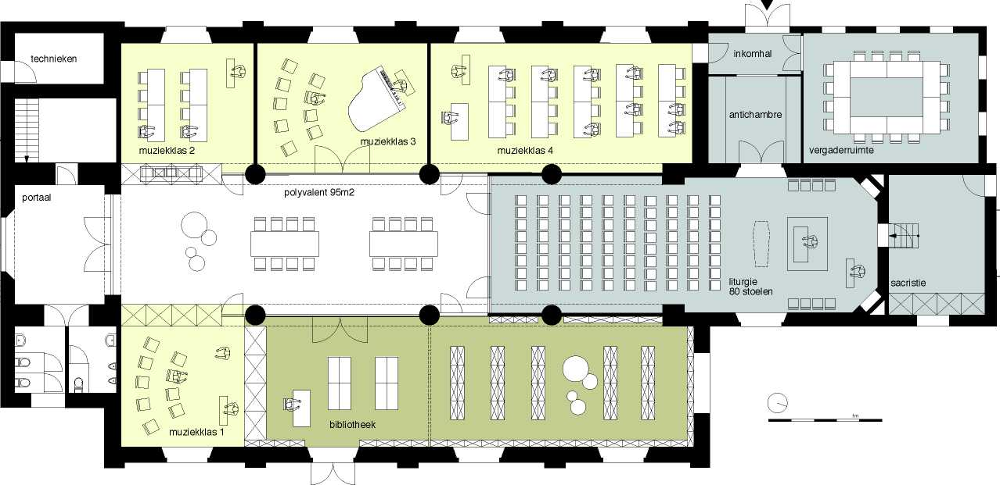 technieken
inkomhal
antichambre
muziekklas 2
muziekklas 3
muziekklas 4
vergaderruimte
portaal
polyvalent 95m2
liturgie
80 stoelen
sacristie
muziekklas 1
bibliotheek